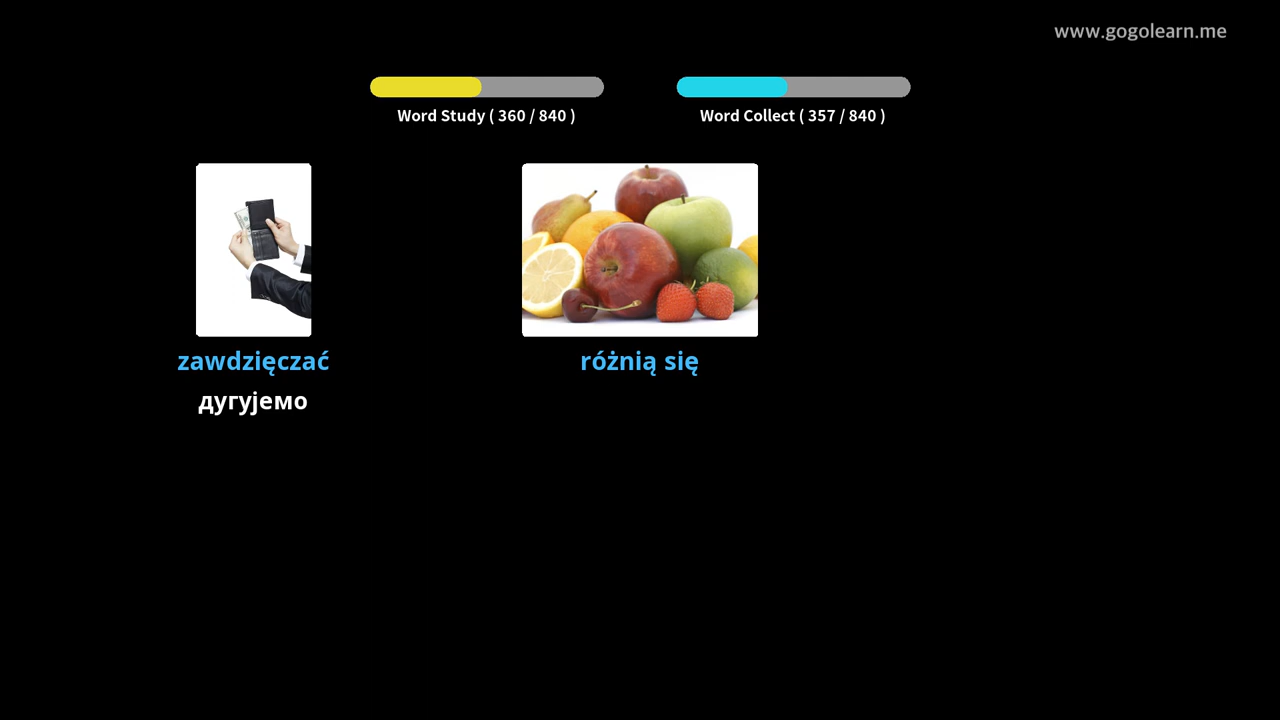 www.gogolearn.me
Word Study ( 360 / 840 )
Word Collect ( 357 / 840 )
zawdzięczać
różnią się
дугујемо